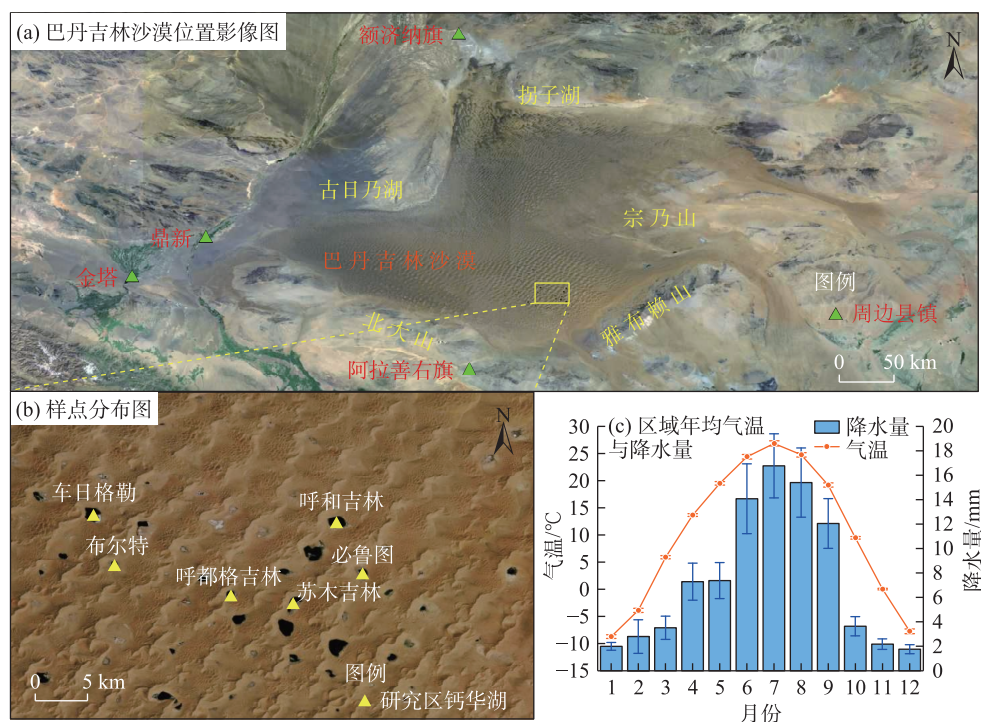 (a) 巴丹吉林沙漠位置影像图
额济纳旗
N
拐子湖
古日乃湖
宗乃山
鼎新
巴丹吉林沙漠
金塔
图例
雅布赖山
周边县镇
北大山
阿拉善右旗
0 50 km
(b) 样点分布图
N
车日格勒
呼和吉林
布尔特
必鲁图
呼都格吉林
苏木吉林
图例
0 5 km
研究区钙华湖
(c) 区域年均气温
与降水量
降水量
气温
30
25
20
15
10
5
0
−5
−10
−15
气温/℃
20
18
16
14
12
10
8
6
4
2
0
降水量/mm
1 2 3 4 5 6 7 8 9 10 11 12
月份